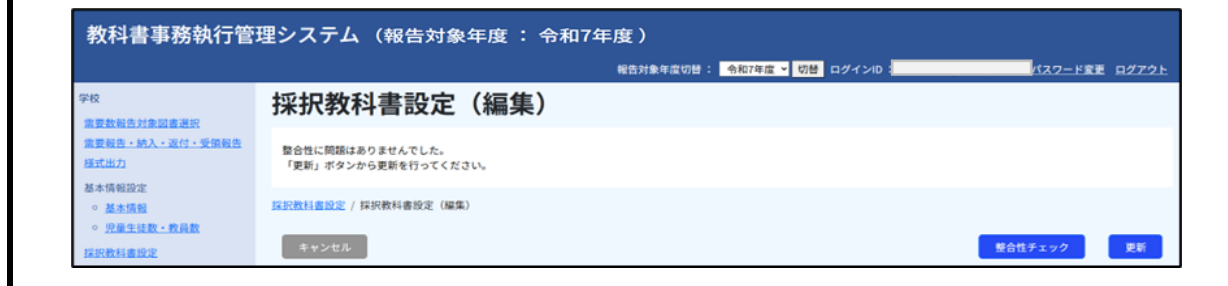 教科書事務執行管理システム（報告対象年度 ： 令和7年度）
報告対象年度切替： 令和7年度 切替 ログインID : パスワード変更 ログアウト
学校
需要数報告対象図書選択
需要報告・納入・返付・受領報告
様式出力
基本情報設定
○ 基本情報
○ 児童生徒数・教員数
採択教科書設定
採択教科書設定（編集）
整合性に問題はありませんでした。
「更新」ボタンから更新を行ってください。
採択教科書設定 / 採択教科書設定（編集）
キャンセル 整合性チェック 更新